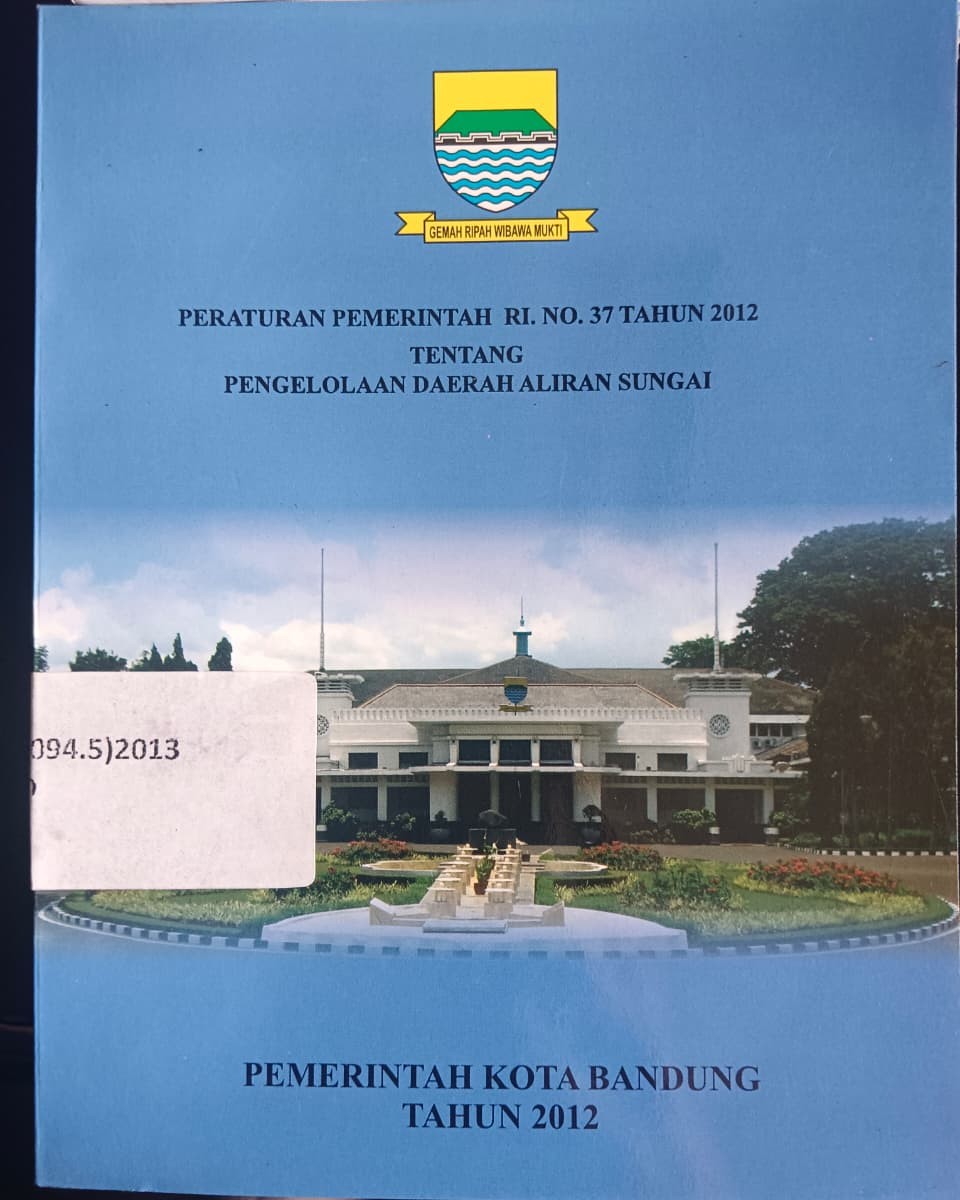 GEMAH RIPAH WIBAWA MUKTI
PERATURAN PEMERINTAH RI. NO. 37 TAHUN 2012
TENTANG
PENGELOLAAN DAERAH ALIRAN SUNGAI
094.5)2013
PEMERINTAH KOTA BANDUNG
TAHUN 2012